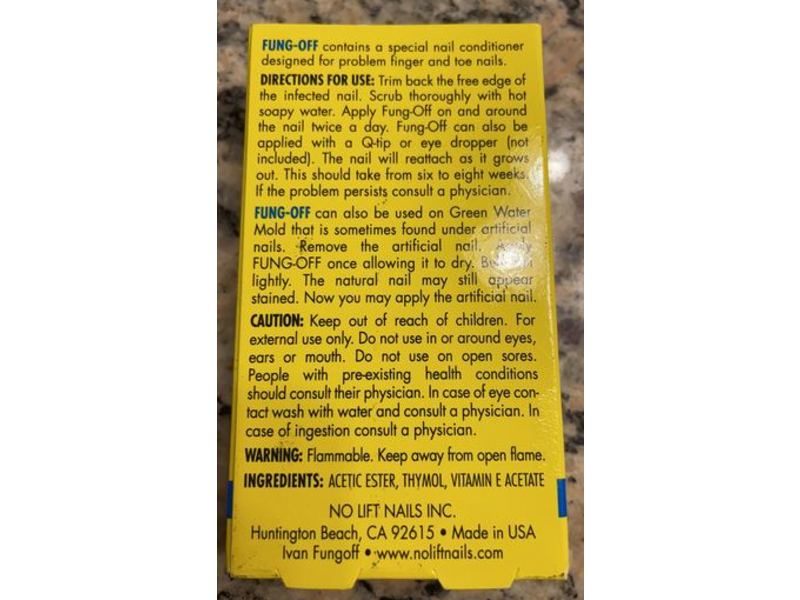 FUNG-OFF contains a special nail conditioner
designed for problem finger and toe nails.
DIRECTIONS FOR USE: Trim back the free edge of
the infected nail. Scrub thoroughly with hot
soapy water. Apply Fung-Off on and around
the nail twice a day. Fung-Off can also be
applied with a Q-tip or eye dropper (not
included). The nail will reattach as it grows
out. This should take from six to eight weeks.
If the problem persists consult a physician.
FUNG-OFF can also be used on Green Water
Mold that is sometimes found under artificial
nails. Remove the artificial nail.
FUNG-OFF once allowing it to dry.
lightly. The natural nail may still appear
stained. Now you may apply the artificial nail.
CAUTION: Keep out of reach of children. For
external use only. Do not use in or around eyes,
ears or mouth. Do not use on open sores.
People with pre-existing health conditions
should consult their physician. In case of eye con-
tact wash with water and consult a physician. In
case of ingestion consult a physician.
WARNING: Flammable. Keep away from open flame.
INGREDIENTS: ACETIC ESTER, THYMOL, VITAMIN E ACETATE
NO LIFT NAILS INC.
Huntington Beach, CA 92615 • Made in USA
Ivan Fungoff • www.noliftnails.com